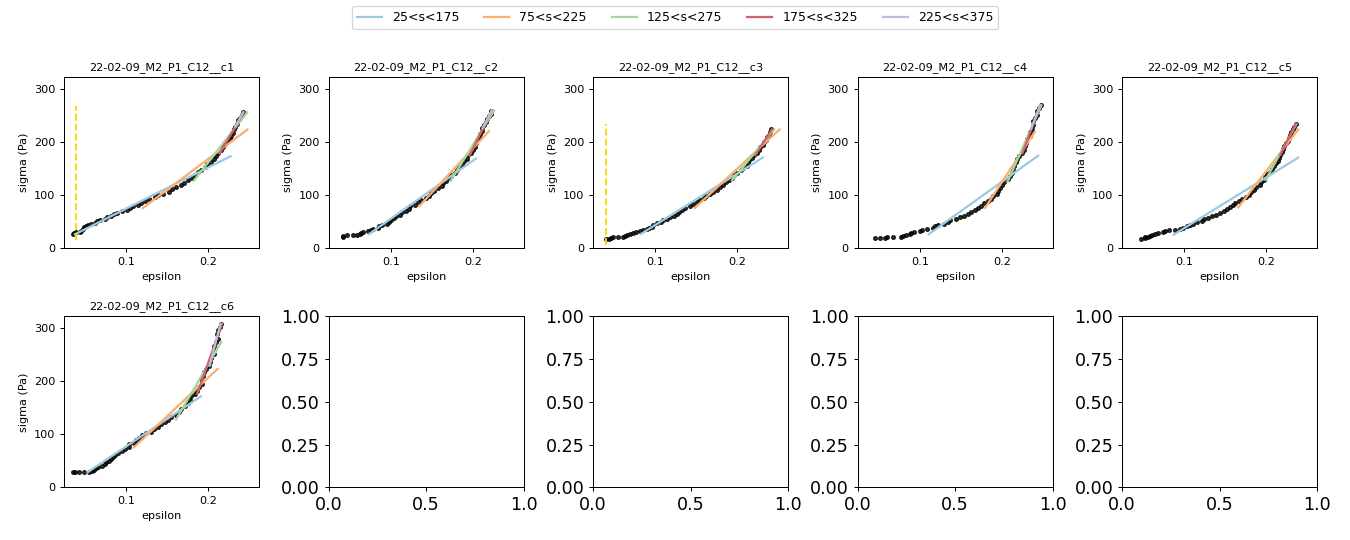 25<s<175 75<s<225 125<s<275 175<s<325 225<s<375
22-02-09_M2_P1_C12__c1 22-02-09_M2_P1_C12__c2 22-02-09_M2_P1_C12__c3 22-02-09_M2_P1_C12__c4 22-02-09_M2_P1_C12__c5
300 300 300 300 300
200 200 200 200 200
100 100 100 100 100
0 0 0 0 0
sigma (Pa) sigma (Pa) sigma (Pa) sigma (Pa) sigma (Pa)
0.1 0.2 0.1 0.2 0.1 0.2 0.1 0.2 0.1 0.2
epsilon epsilon epsilon epsilon epsilon
22-02-09_M2_P1_C12__c6
300 1.00 1.00 1.00 1.00
200 0.75 0.75 0.75 0.75
100 0.50 0.50 0.50 0.50
0 0.25 0.25 0.25 0.25
sigma (Pa) 0.00 0.00 0.00 0.00
0.1 0.2 0.0 0.5 1.0 0.0 0.5 1.0 0.0 0.5 1.0 0.0 0.5 1.0
epsilon